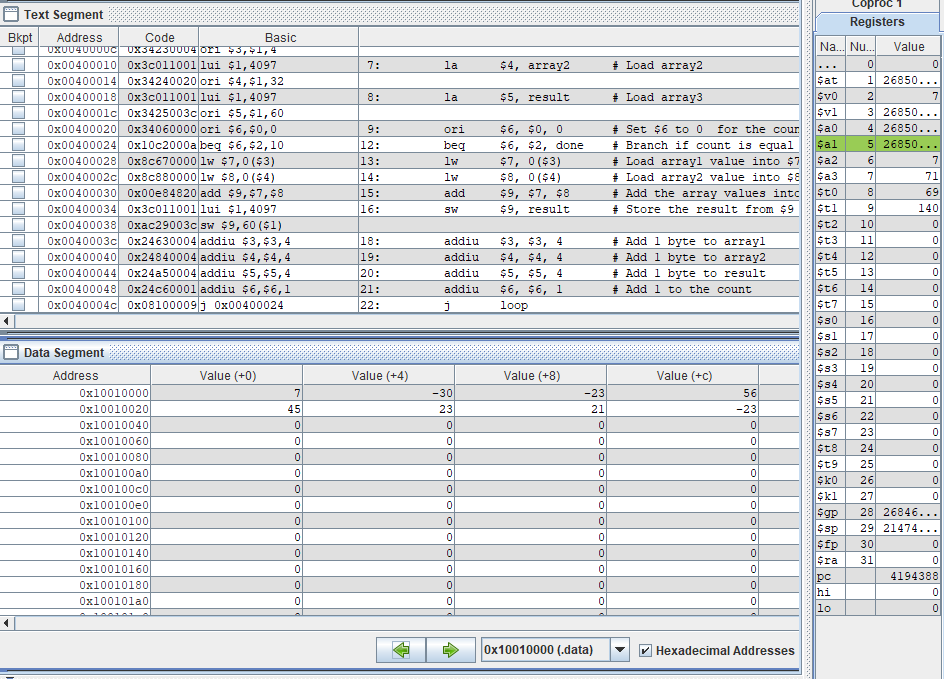 Text Segment
Bkpt Address Code Basic
0x0040000c 0x34230004 ori $3,$1,4
0x00400010 0x3c011001 lui $1,4097 7: la $4, array2 # Load array2
0x00400014 0x34240020 ori $4,$1,32
0x00400018 0x3c011001 lui $1,4097 8: la $5, result # Load array3
0x0040001c 0x3425003c ori $5,$1,60
0x00400020 0x34060000 ori $6,$0,0 9: ori $6, $0, 0 # Set $6 to 0 for the coun
0x00400024 0x10c2000a beq $6,$2,10 12: beq $6, $2, done # Branch if count is equal
0x00400028 0x8c670000 lw $7,0($3) 13: lw $7, 0($3) # Load array1 value into $7
0x0040002c 0x8c880000 lw $8,0($4) 14: lw $8, 0($4) # Load array2 value into $8
0x00400030 0x00e84820 add $9,$7,$8 15: add $9, $7, $8 # Add the array values into
0x00400034 0x3c011001 lui $1,4097 16: sw $9, result # Store the result from $9
0x00400038 0xac29003c sw $9,60($1)
0x0040003c 0x24630004 addiu $3,$3,4 18: addiu $3, $3, 4 # Add 1 byte to array1
0x00400040 0x24840004 addiu $4,$4,4 19: addiu $4, $4, 4 # Add 1 byte to array2
0x00400044 0x24a50004 addiu $5,$5,4 20: addiu $5, $5, 4 # Add 1 byte to result
0x00400048 0x24c60001 addiu $6,$6,1 21: addiu $6, $6, 1 # Add 1 to the count
0x0040004c 0x08100009 j 0x00400024 22: j loop
Data Segment
Address Value (+0) Value (+4) Value (+8) Value (+c)
0x10010000 7 -30 -23 56
0x10010020 45 23 21 -23
0x10010040 0 0 0 0
0x10010060 0 0 0 0
0x10010080 0 0 0 0
0x100100a0 0 0 0 0
0x100100c0 0 0 0 0
0x100100e0 0 0 0 0
0x10010100 0 0 0 0
0x10010120 0 0 0 0
0x10010140 0 0 0 0
0x10010160 0 0 0 0
0x10010180 0 0 0 0
0x100101a0 0 0 0 0
0x10010000 (.data) Hexadecimal Addresses
Coproc 1
Registers
Na... Nu... Value
... 0 0
$at 1 26850...
$v0 2 7
$v1 3 26850...
$a0 4 26850...
$a1 5 26850...
$a2 6 7
$a3 7 71
$t0 8 69
$t1 9 140
$t2 10 0
$t3 11 0
$t4 12 0
$t5 13 0
$t6 14 0
$t7 15 0
$s0 16 0
$s1 17 0
$s2 18 0
$s3 19 0
$s4 20 0
$s5 21 0
$s6 22 0
$s7 23 0
$t8 24 0
$t9 25 0
$k0 26 0
$k1 27 0
$gp 28 26846...
$sp 29 21474...
$fp 30 0
$ra 31 0
pc 4194388
hi 0
lo 0